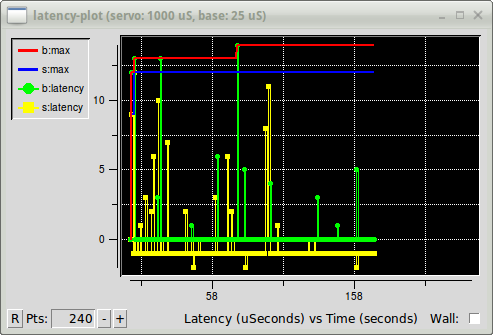 latency-plot (servo: 1000 uS, base: 25 uS)
b:max
s:max
b:latency
s:latency
10
5
0
58 158
R Pts: 240 - + Latency (uSeconds) vs Time (seconds) Wall: